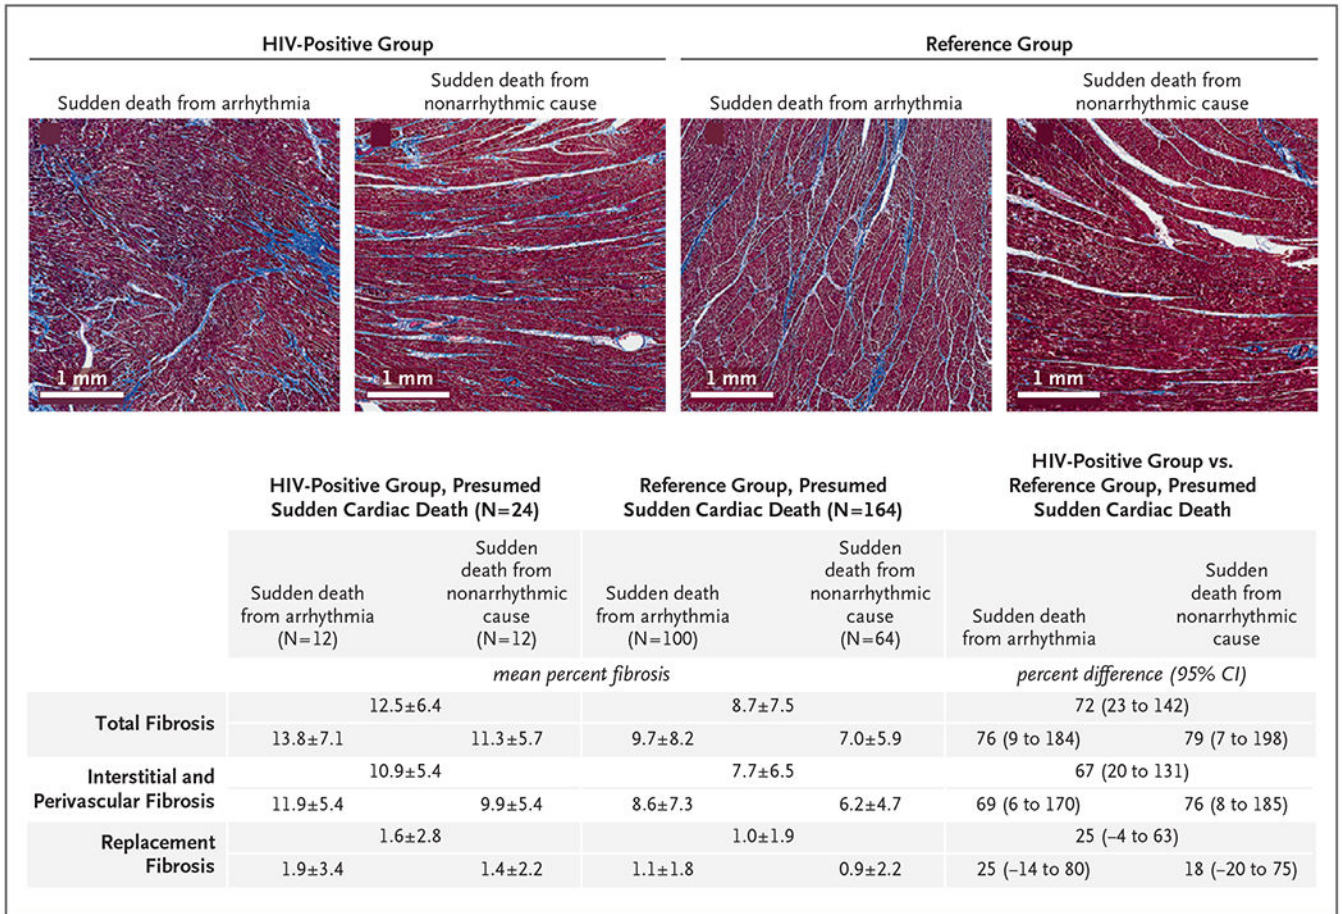 HIV-Positive Group
Reference Group
Sudden death from arrhythmia
Sudden death from
nonarrhythmic cause
Sudden death from arrhythmia
Sudden death from
nonarrhythmic cause
1 mm
1 mm
1 mm
1 mm
HIV-Positive Group, Presumed
Sudden Cardiac Death (N=24)
Reference Group, Presumed
Sudden Cardiac Death (N=164)
HIV-Positive Group vs.
Reference Group, Presumed
Sudden Cardiac Death
Sudden death
from arrhythmia
(N=12)
Sudden
death from
nonarrhythmic
cause
(N=12)
Sudden death
from arrhythmia
(N=100)
Sudden
death from
nonarrhythmic
cause
(N=64)
Sudden death
from arrhythmia
Sudden
death from
nonarrhythmic
cause
mean percent fibrosis
percent difference (95% CI)
Total Fibrosis
12.5±6.4
8.7±7.5
72 (23 to 142)
13.8±7.1
11.3±5.7
9.7±8.2
7.0±5.9
76 (9 to 184)
79 (7 to 198)
Interstitial and
Perivascular Fibrosis
10.9±5.4
7.7±6.5
67 (20 to 131)
11.9±5.4
9.9±5.4
8.6±7.3
6.2±4.7
69 (6 to 170)
76 (8 to 185)
Replacement
Fibrosis
1.6±2.8
1.0±1.9
25 (–4 to 63)
1.9±3.4
1.4±2.2
1.1±1.8
0.9±2.2
25 (–14 to 80)
18 (–20 to 75)